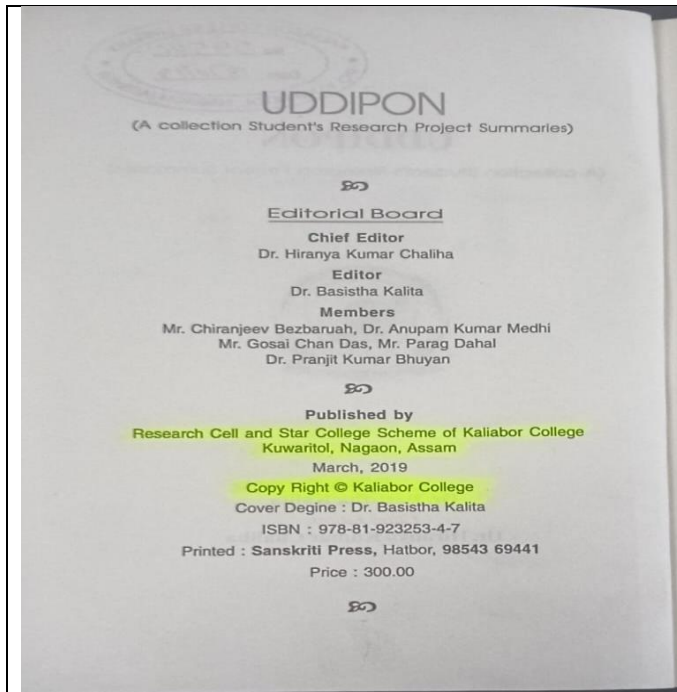 UDDIPON
(A collection Student's Research Project Summaries)
Editorial Board
Chief Editor
Dr. Hiranya Kumar Chaliha
Editor
Dr. Basistha Kalita
Members
Mr. Chiranjeev Bezbaruah, Dr. Anupam Kumar Medhi
Mr. Gosai Chan Das, Mr. Parag Dahal
Dr. Pranjit Kumar Bhuyan
Published by
Research Cell and Star College Scheme of Kaliabor College
Kuwaritol, Nagaon, Assam
March, 2019
Copy Right © Kaliabor College
Cover Degine : Dr. Basistha Kalita
ISBN : 978-81-923253-4-7
Printed : Sanskriti Press, Hatbor, 98543 69441
Price : 300.00